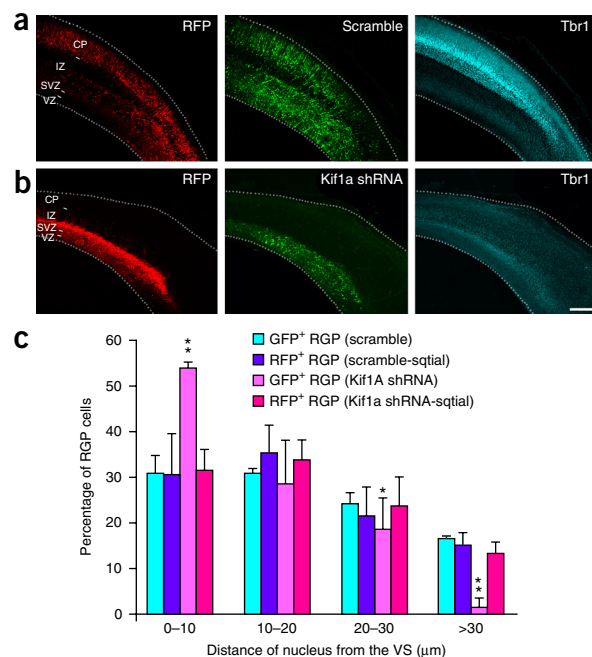 a
RFP
Scramble
Tbr1
CP
IZ
SVZ
VZ
b
RFP
Kif1a shRNA
Tbr1
CP
IZ
SVZ
VZ
c
60
50
40
30
20
10
0
Percentage of RGP cells
**
*
**
GFP+ RGP (scramble)
RFP+ RGP (scramble-sqtial)
GFP+ RGP (Kif1A shRNA)
RFP+ RGP (Kif1a shRNA-sqtial)
0–10
10–20
20–30
>30
Distance of nucleus from the VS (μm)